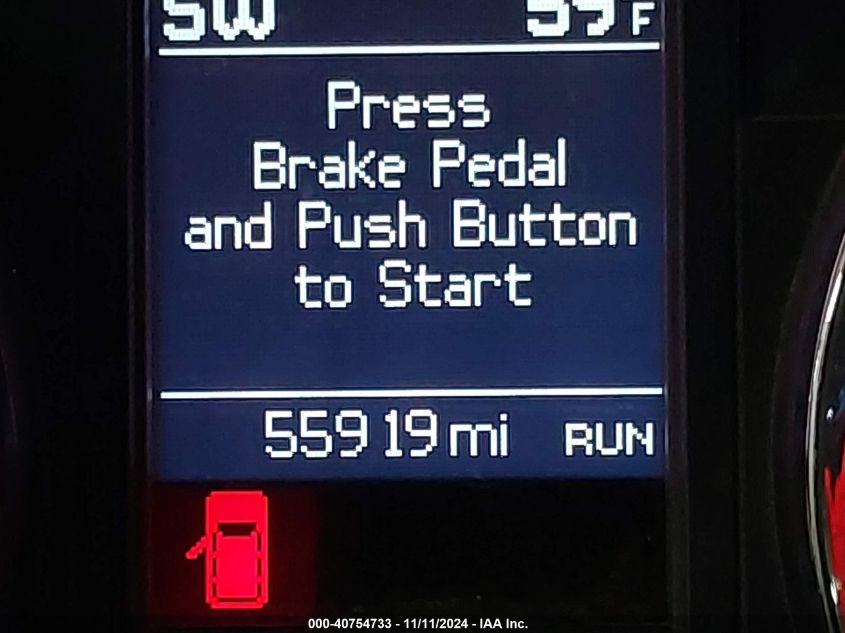 SW 59F
Press
Brake Pedal
and Push Button
to Start
55919 mi RUN
000-40754733 - 11/11/2024 - IAA Inc.